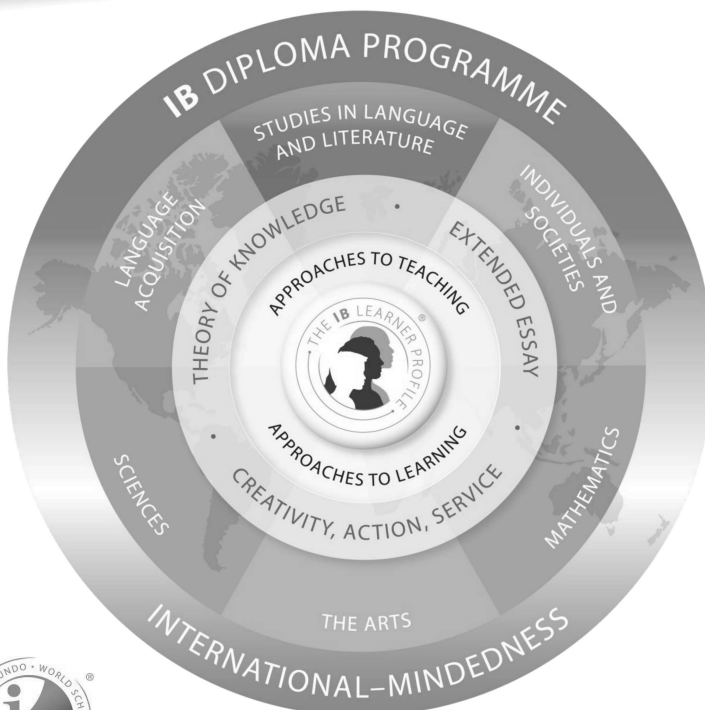 IB DIPLOMA PROGRAMME
STUDIES IN LANGUAGE
AND LITERATURE
LANGUAGE
ACQUISITION
INDIVIDUALS AND
SOCIETIES
THEORY OF KNOWLEDGE
EXTENDED ESSAY
APPROACHES TO TEACHING
THE IB LEARNER PROFILE
®
APPROACHES TO LEARNING
CREATIVITY, ACTION, SERVICE
SCIENCES
MATHEMATICS
THE ARTS
INTERNATIONAL–MINDEDNESS
WORLD
®